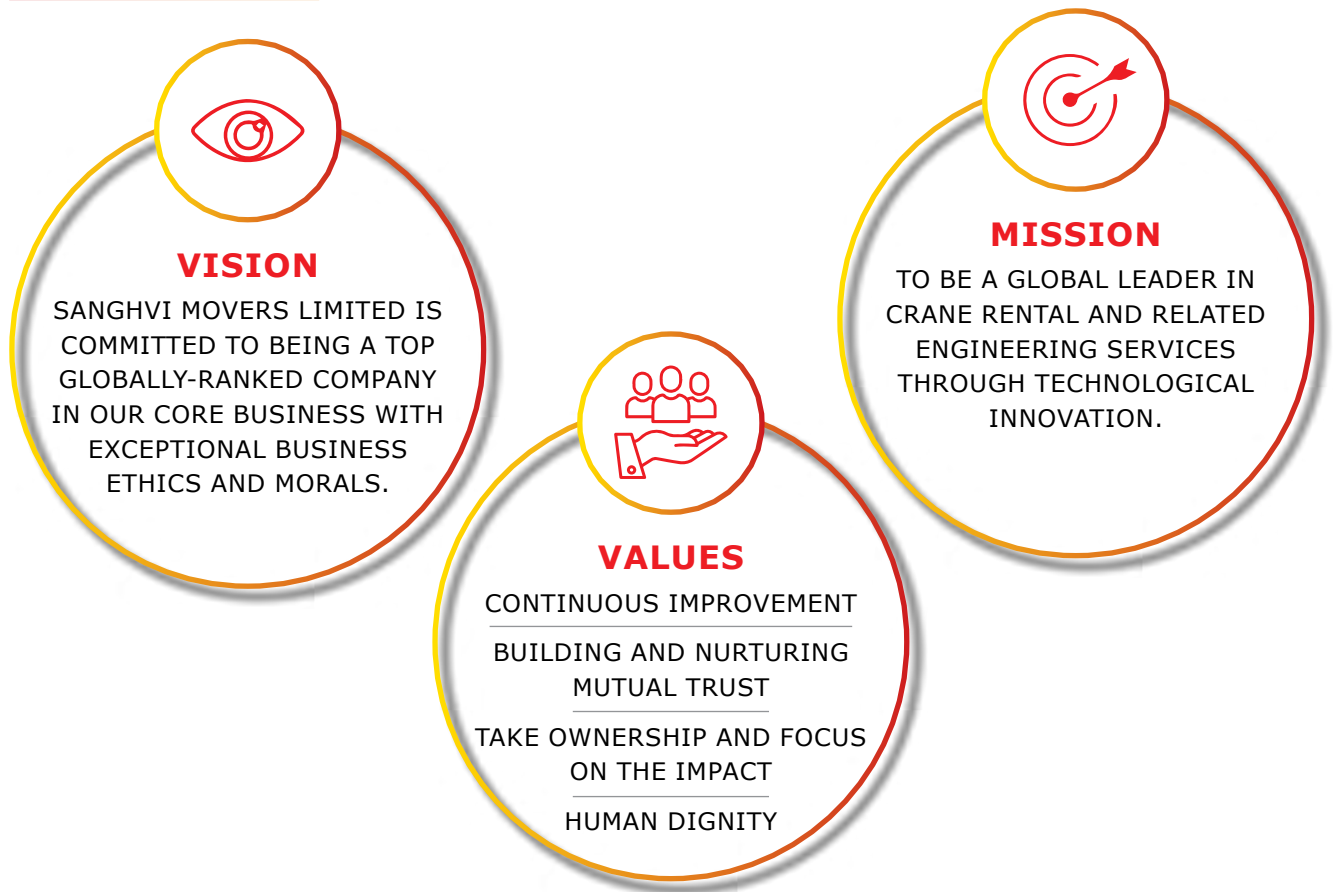 VISION
SANGHVI MOVERS LIMITED IS
COMMITTED TO BEING A TOP
GLOBALLY-RANKED COMPANY
IN OUR CORE BUSINESS WITH
EXCEPTIONAL BUSINESS
ETHICS AND MORALS.
MISSION
TO BE A GLOBAL LEADER IN
CRANE RENTAL AND RELATED
ENGINEERING SERVICES
THROUGH TECHNOLOGICAL
INNOVATION.
VALUES
CONTINUOUS IMPROVEMENT
BUILDING AND NURTURING
MUTUAL TRUST
TAKE OWNERSHIP AND FOCUS
ON THE IMPACT
HUMAN DIGNITY